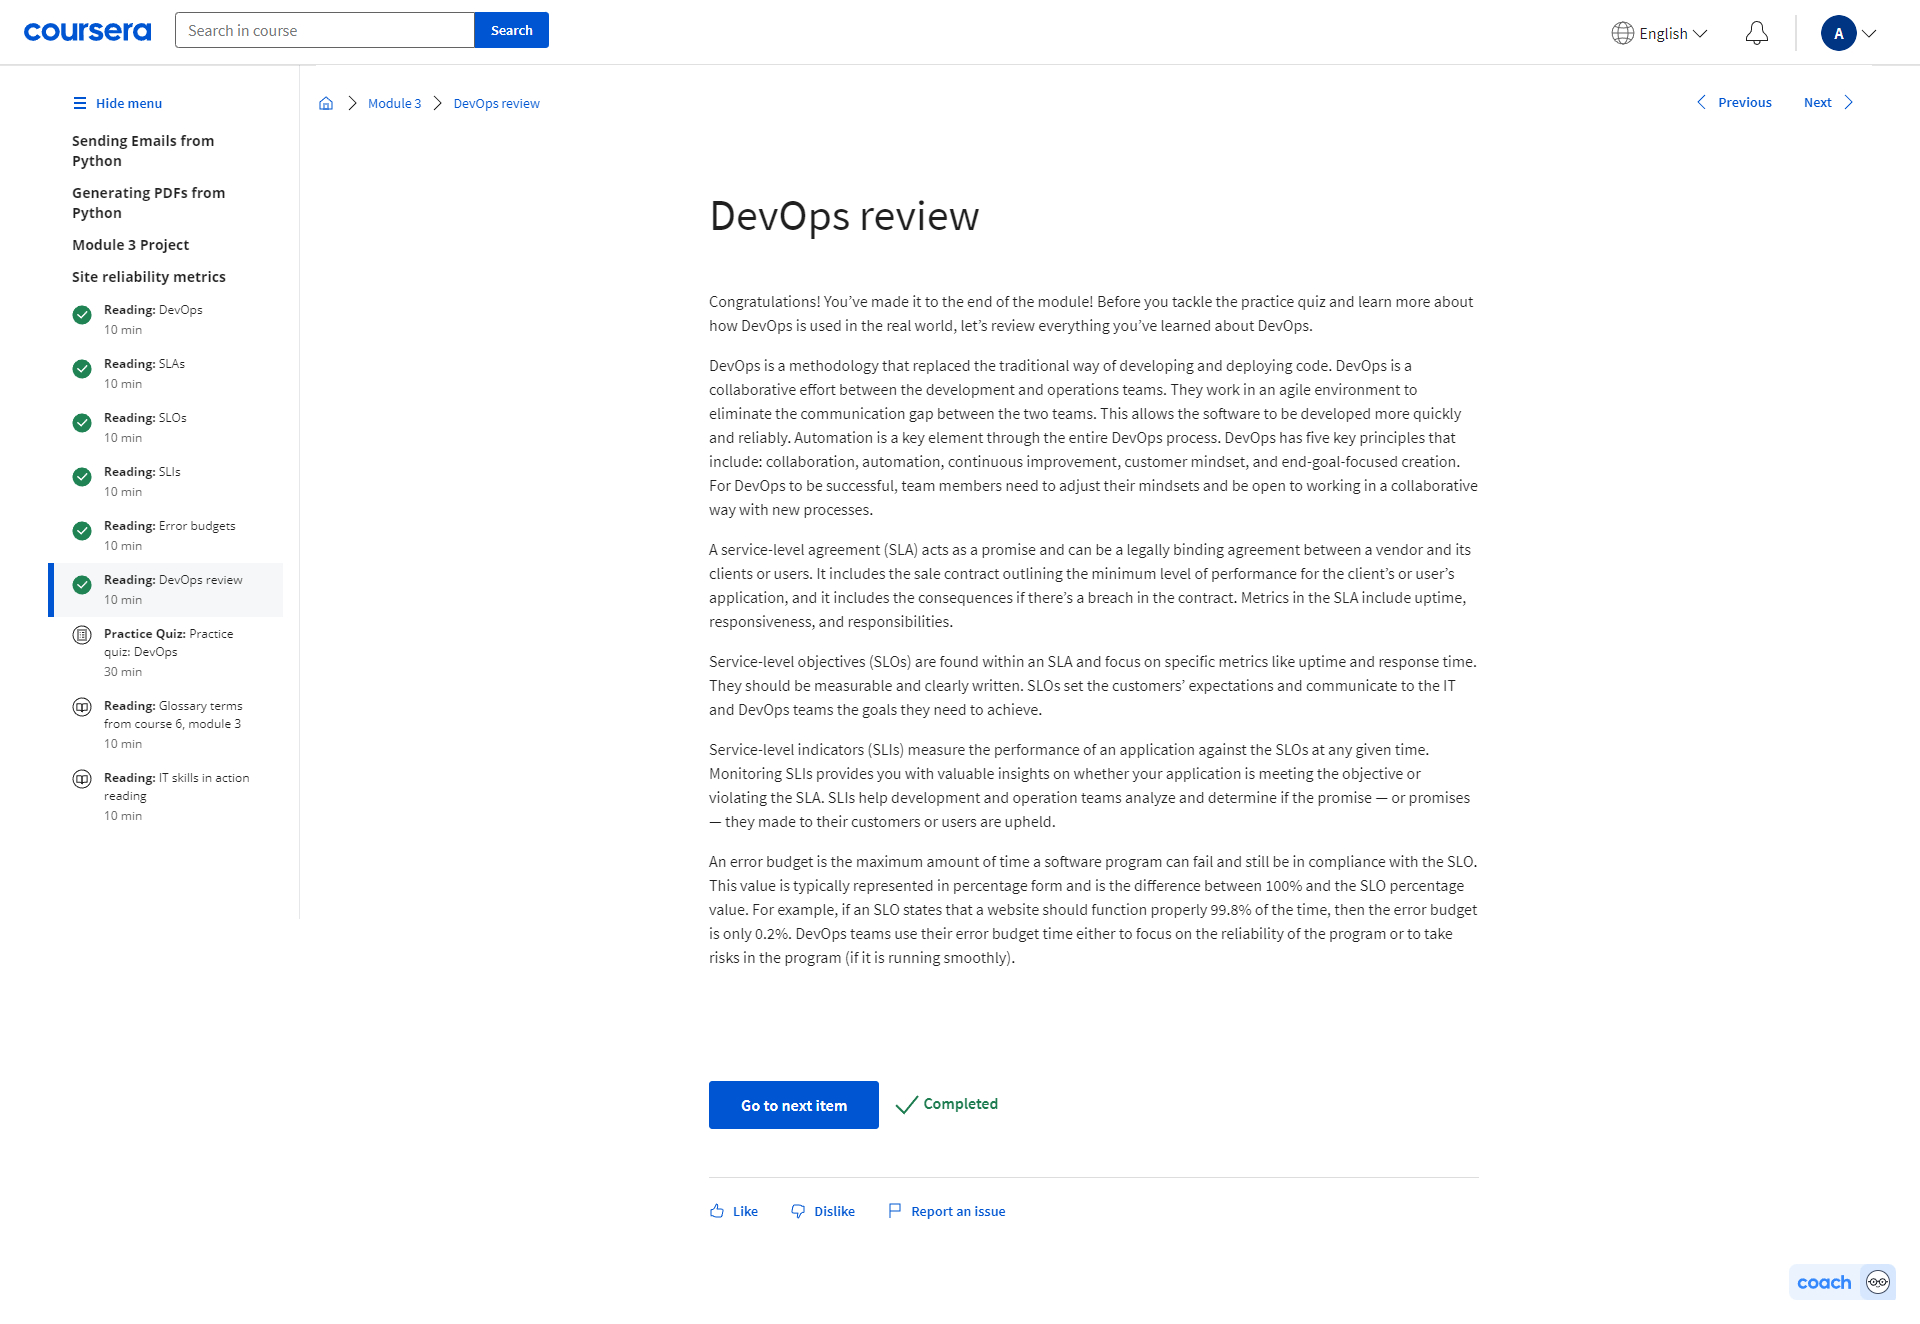 coursera
Search in course
Search
English
A
Hide menu
Sending Emails from
Python
Generating PDFs from
Python
Module 3 Project
Site reliability metrics
Reading: DevOps
10 min
Reading: SLAs
10 min
Reading: SLOs
10 min
Reading: SLIs
10 min
Reading: Error budgets
10 min
Reading: DevOps review
10 min
Practice Quiz: Practice
quiz: DevOps
30 min
Reading: Glossary terms
from course 6, module 3
10 min
Reading: IT skills in action
reading
10 min
Module 3
DevOps review
Previous
Next
DevOps review
Congratulations! You’ve made it to the end of the module! Before you tackle the practice quiz and learn more about
how DevOps is used in the real world, let’s review everything you’ve learned about DevOps.
DevOps is a methodology that replaced the traditional way of developing and deploying code. DevOps is a
collaborative effort between the development and operations teams. They work in an agile environment to
eliminate the communication gap between the two teams. This allows the software to be developed more quickly
and reliably. Automation is a key element through the entire DevOps process. DevOps has five key principles that
include: collaboration, automation, continuous improvement, customer mindset, and end-goal-focused creation.
For DevOps to be successful, team members need to adjust their mindsets and be open to working in a collaborative
way with new processes.
A service-level agreement (SLA) acts as a promise and can be a legally binding agreement between a vendor and its
clients or users. It includes the sale contract outlining the minimum level of performance for the client’s or user’s
application, and it includes the consequences if there’s a breach in the contract. Metrics in the SLA include uptime,
responsiveness, and responsibilities.
Service-level objectives (SLOs) are found within an SLA and focus on specific metrics like uptime and response time.
They should be measurable and clearly written. SLOs set the customers’ expectations and communicate to the IT
and DevOps teams the goals they need to achieve.
Service-level indicators (SLIs) measure the performance of an application against the SLOs at any given time.
Monitoring SLIs provides you with valuable insights on whether your application is meeting the objective or
violating the SLA. SLIs help development and operation teams analyze and determine if the promise — or promises
— they made to their customers or users are upheld.
An error budget is the maximum amount of time a software program can fail and still be in compliance with the SLO.
This value is typically represented in percentage form and is the difference between 100% and the SLO percentage
value. For example, if an SLO states that a website should function properly 99.8% of the time, then the error budget
is only 0.2%. DevOps teams use their error budget time either to focus on the reliability of the program or to take
risks in the program (if it is running smoothly).
Go to next item
Completed
Like
Dislike
Report an issue
coach